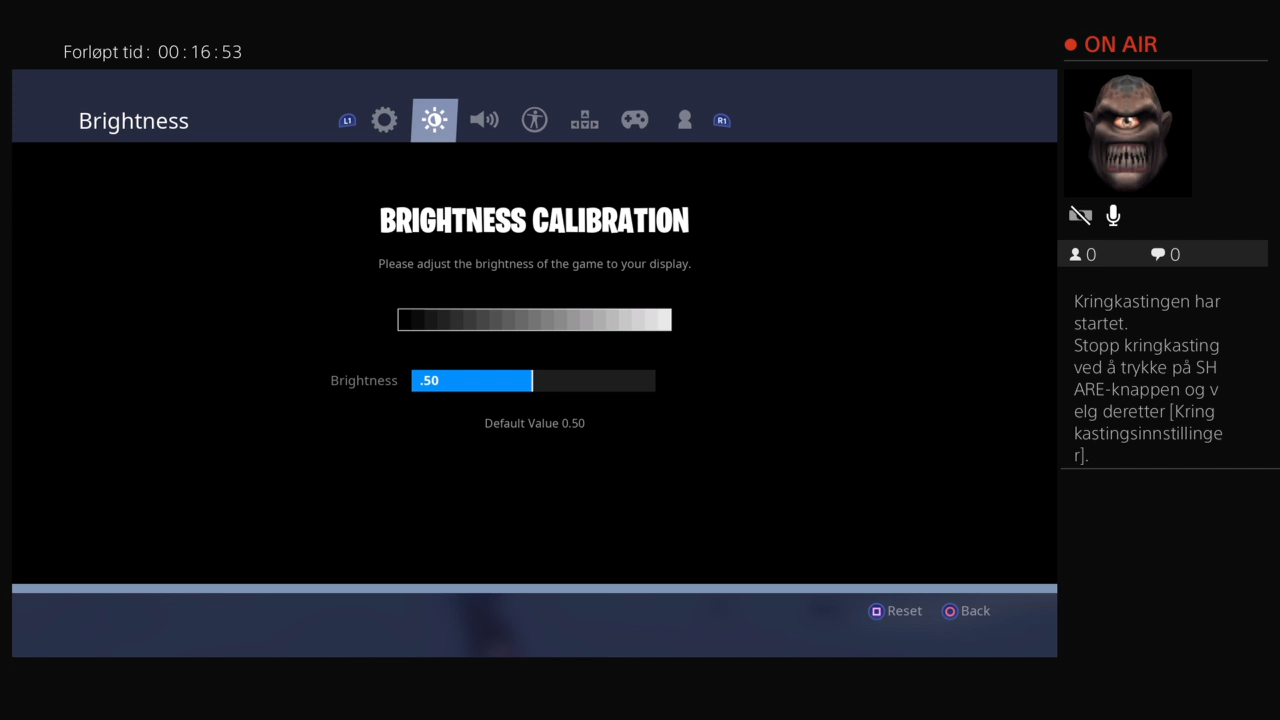 Forløpt tid: 00:16:53
ON AIR
Brightness
L1
R1
BRIGHTNESS CALIBRATION
Please adjust the brightness of the game to your display.
Brightness
.50
Default Value 0.50
Reset
Back
0
0
Kringkastingen har
startet.
Stopp kringkasting
ved å trykke på SH
ARE-knappen og v
elg deretter [Kring
kastingsinnstillinge
r].